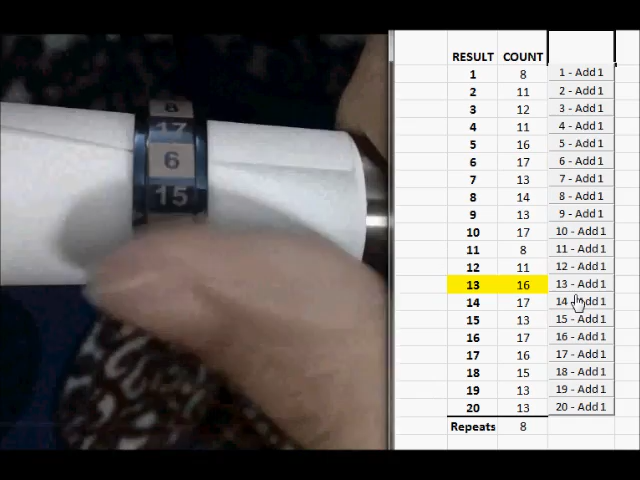 8
17
6
15
RESULT COUNT
1 8 1 - Add 1
2 11 2 - Add 1
3 12 3 - Add 1
4 11 4 - Add 1
5 16 5 - Add 1
6 17 6 - Add 1
7 13 7 - Add 1
8 14 8 - Add 1
9 13 9 - Add 1
10 17 10 - Add 1
11 8 11 - Add 1
12 11 12 - Add 1
13 16 13 - Add 1
14 17 14 - Add 1
15 13 15 - Add 1
16 17 16 - Add 1
17 16 17 - Add 1
18 15 18 - Add 1
19 13 19 - Add 1
20 13 20 - Add 1
Repeats 8